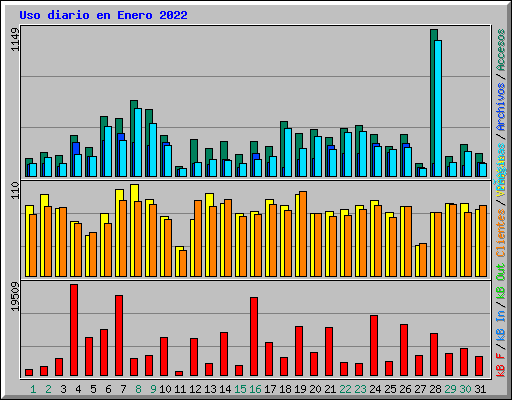 Uso diario en Enero 2022
1149
110
19509
kB F / kB In / kB Out Clientes / / Archivos / Accesos
1 2 3 4 5 6 7 8 9 10 11 12 13 14 15 16 17 18 19 20 21 22 23 24 25 26 27 28 29 30 31